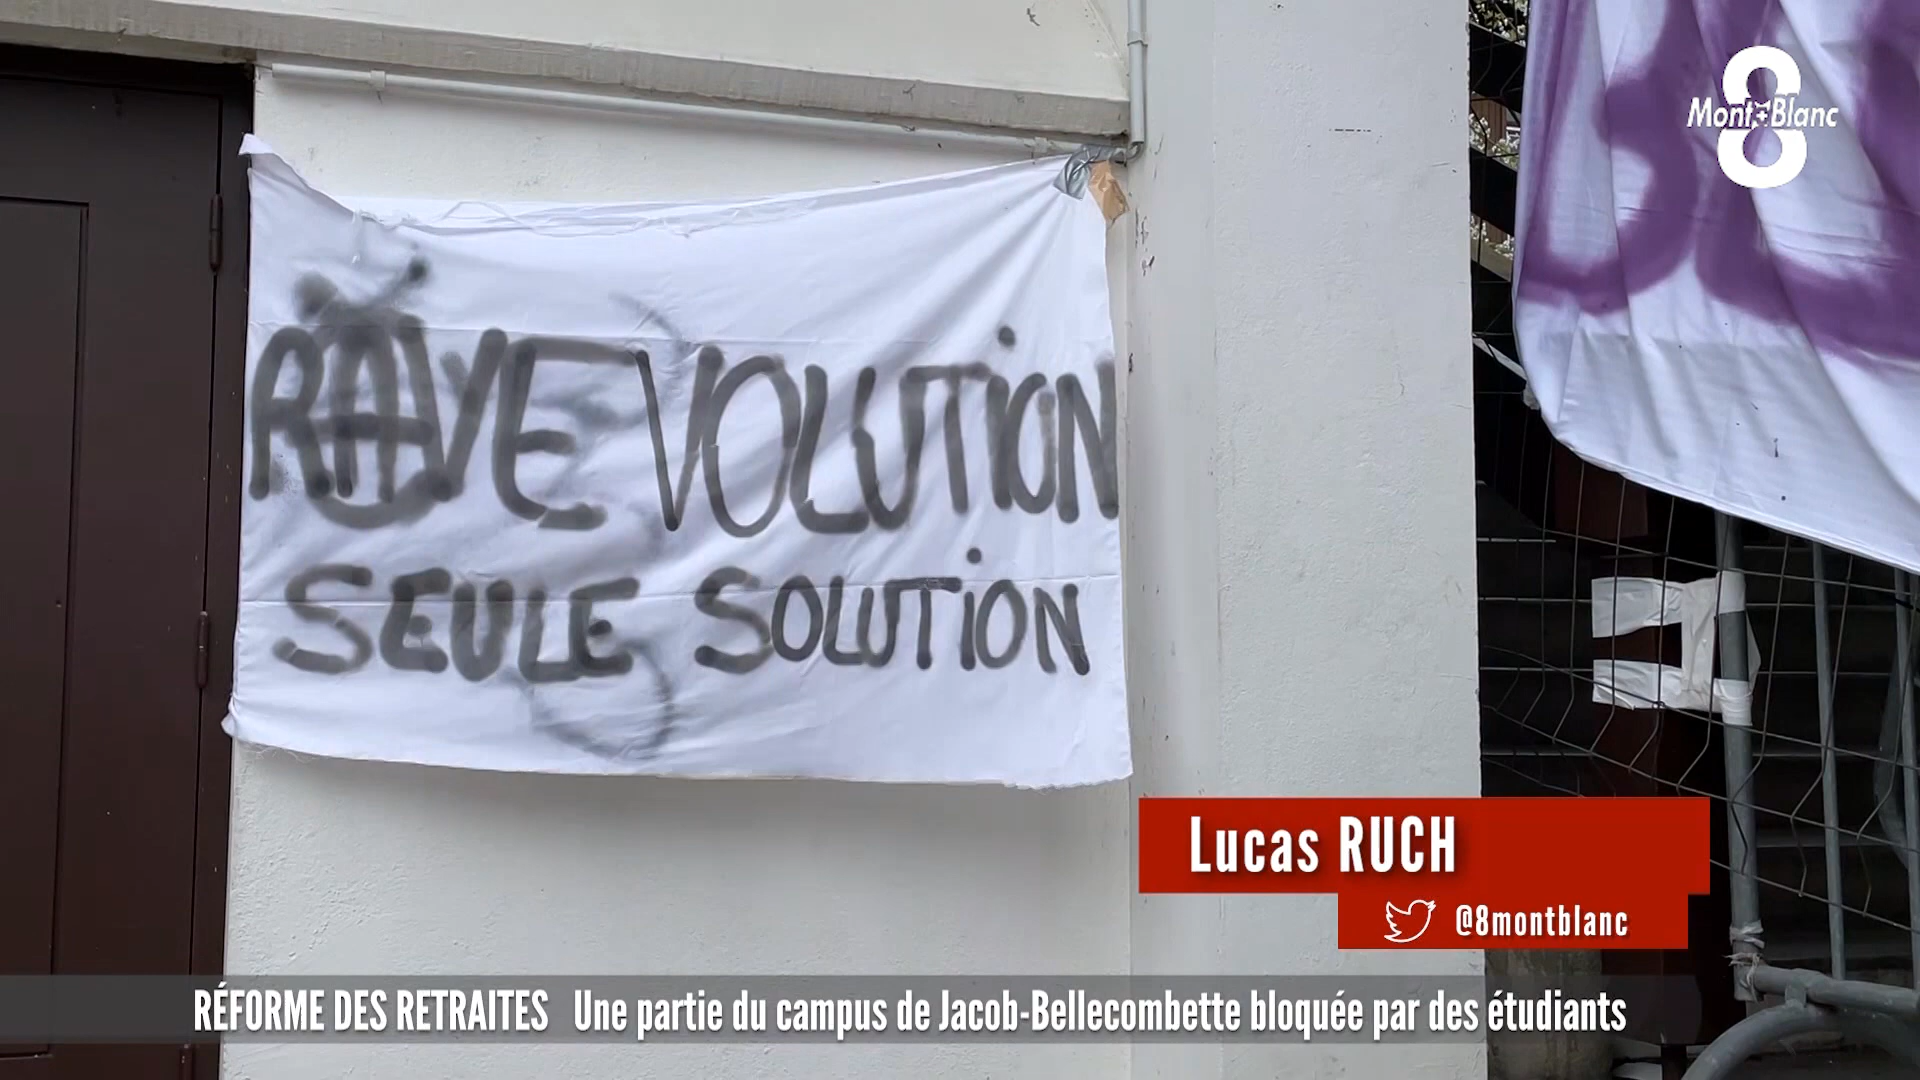 8
Mont-Blanc
RAVE VOLUTiON
SEULE SOLUTiON
Lucas RUCH
@8montblanc
RÉFORME DES RETRAITES Une partie du campus de Jacob-Bellecombette bloquée par des étudiants